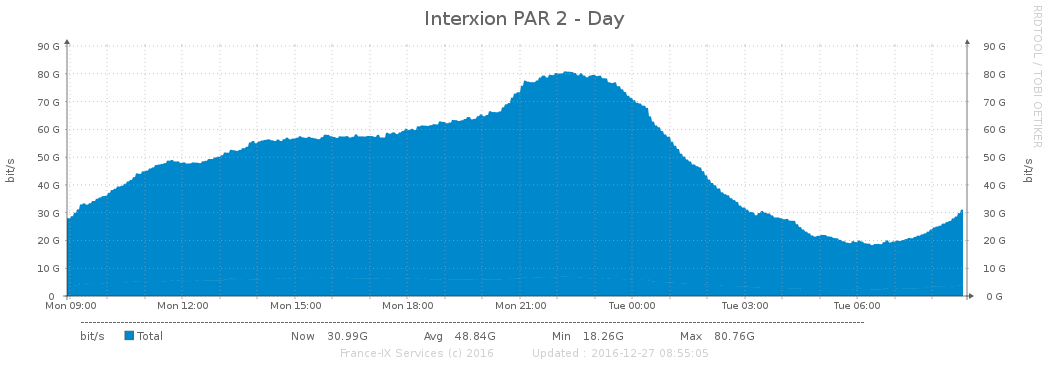 Interxion PAR 2 - Day
RRDTOOL / TOBI OETIKER
bit/s
bit/s
90 G 90 G
80 G 80 G
70 G 70 G
60 G 60 G
50 G 50 G
40 G 40 G
30 G 30 G
20 G 20 G
10 G 10 G
0 0 G
Mon 09:00 Mon 12:00 Mon 15:00 Mon 18:00 Mon 21:00 Tue 00:00 Tue 03:00 Tue 06:00
bit/s Total Now 30.99G Avg 48.84G Min 18.26G Max 80.76G
France-IX Services (c) 2016 Updated : 2016-12-27 08:55:05